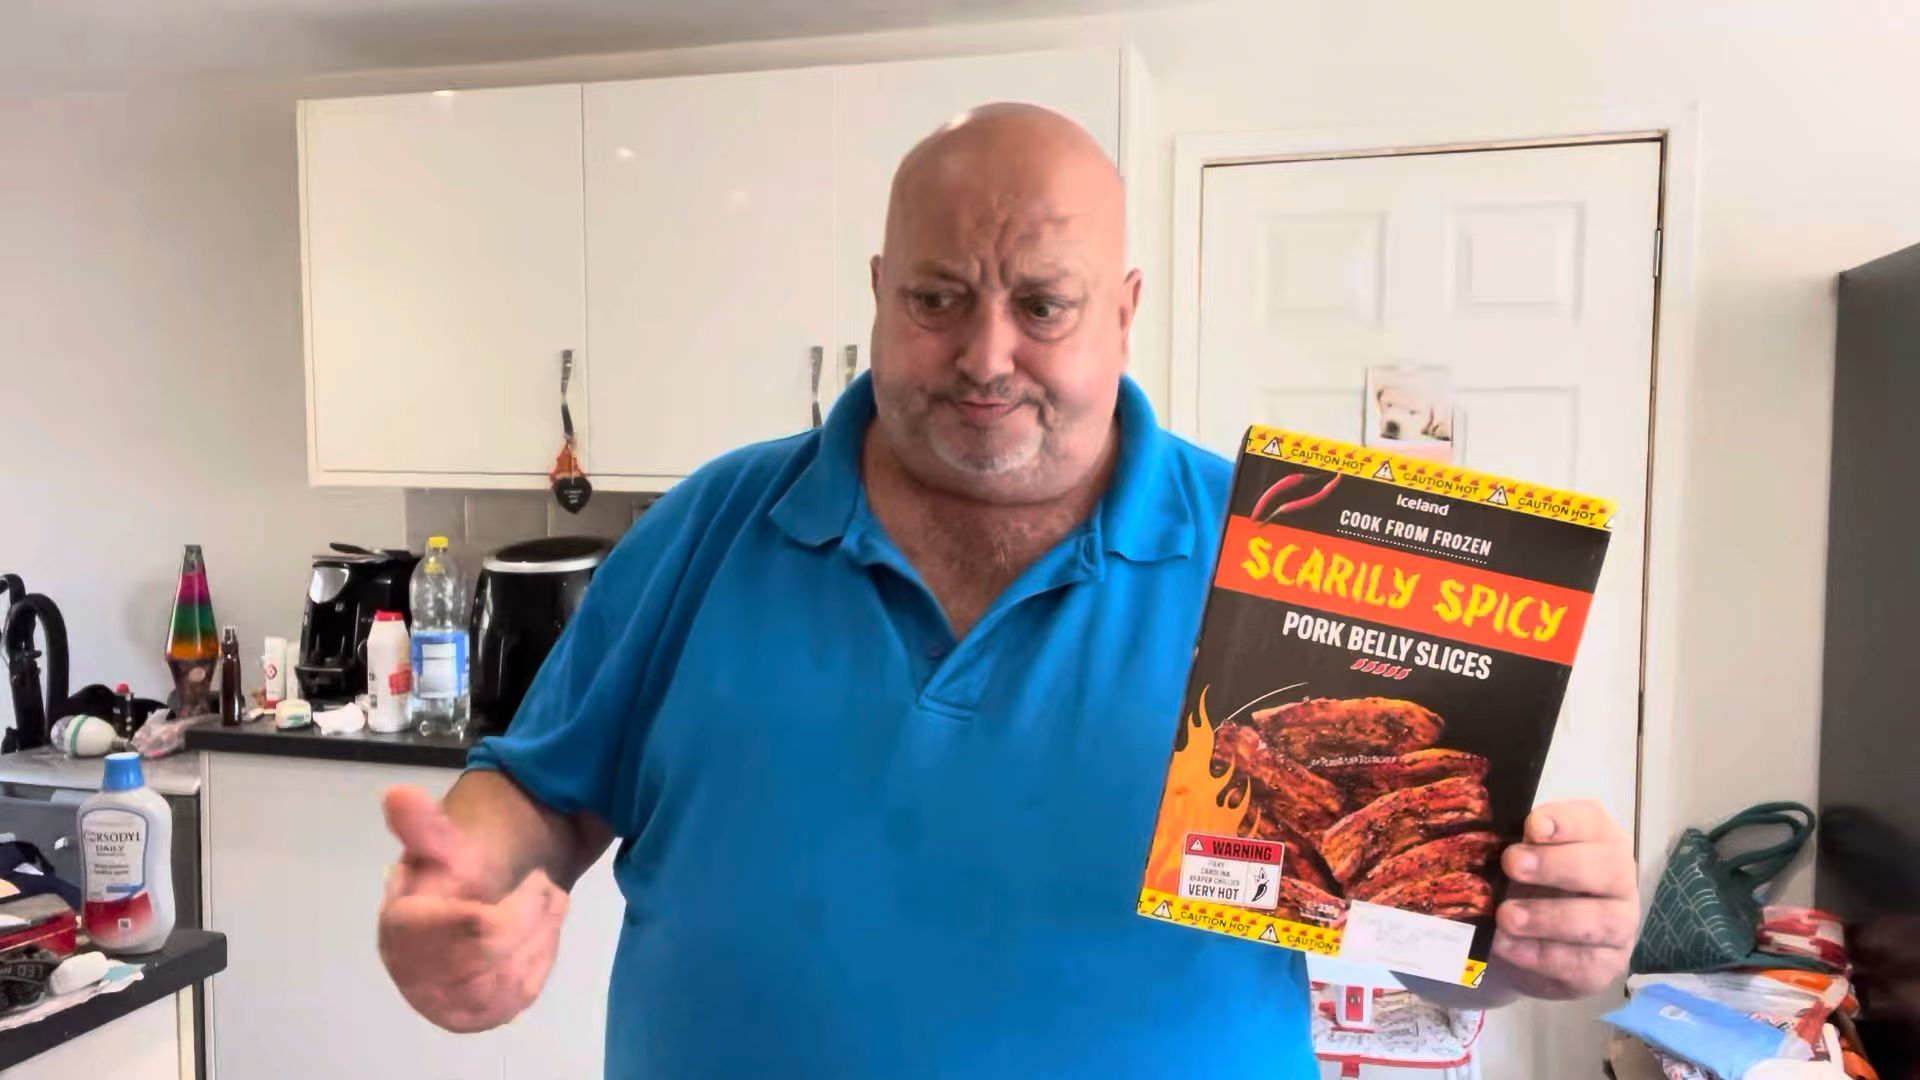 CAUTION HOT CAUTION HOT CAUTION HOT
Iceland
COOK FROM FROZEN
SCARILY SPICY
PORK BELLY SLICES
WARNING
FIERY
CAROLINA
REAPER CHILLIES
VERY HOT
CAUTION HOT CAUTION
CORSODYL
DAILY
LED